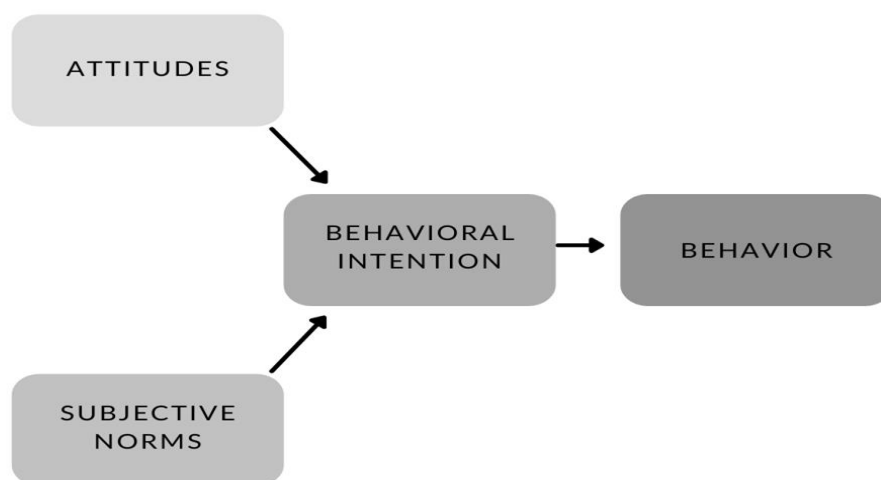 ATTITUDES
BEHAVIORAL
INTENTION
BEHAVIOR
SUBJECTIVE
NORMS